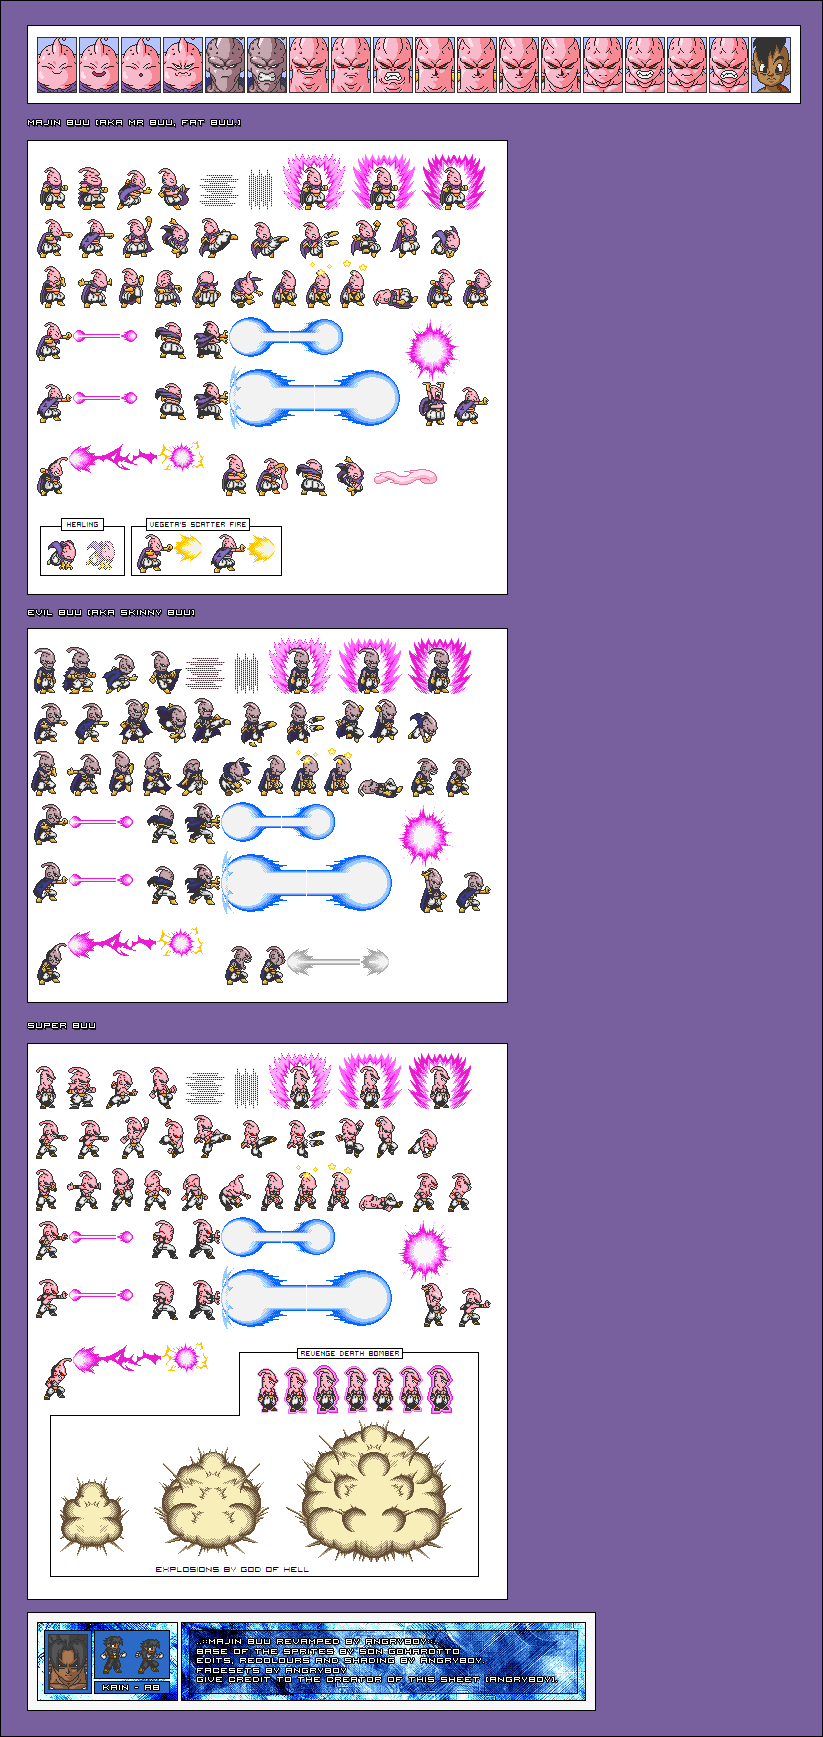 MAJIN BUU [AKA MR BUU, FAT BUU.]
HEALING
VEGETA'S SCATTER FIRE
EVIL BUU [AKA SKINNY BUU]
SUPER BUU
REVENGE DEATH BOMBER
EXPLOSIONS BY GOD OF HELL
KAIN - AB
..::MAJIN BUU REVAMPED BY ANGRYBOY::..
BASE OF THE SPRITES BY SON GOHAROTTO
EDITS, RECOLOURS AND SHADING BY ANGRYBOY.
FACESETS BY ANGRYBOY
GIVE CREDIT TO THE CREATOR OF THIS SHEET [ANGRYBOY].